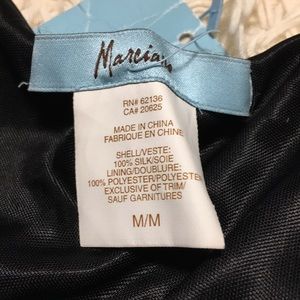 Marciano
RN# 62136
CA# 20625
MADE IN CHINA
FABRIQUE EN CHINE
SHELL/VESTE:
100% SILK/SOIE
LINING/DOUBLURE:
100% POLYESTER/POLYESTER
EXCLUSIVE OF TRIM/
SAUF GARNITURES
M/M